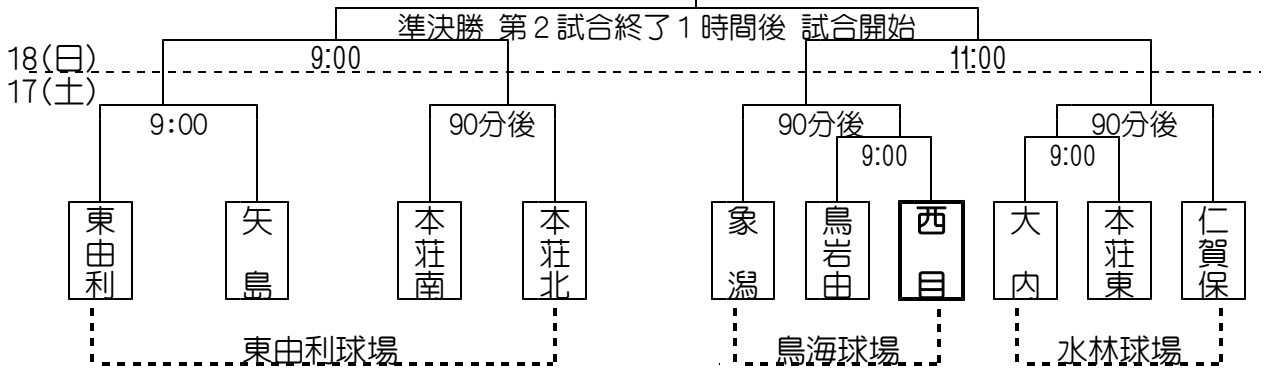 準決勝 第2試合終了1時間後 試合開始
18(日)
9:00
11:00
17(土)
9:00
90分後
90分後
90分後
9:00
9:00
東由利
矢島
本荘南
本荘北
象潟
鳥岩由
西目
大内
本荘東
仁賀保
東由利球場
鳥海球場
水林球場